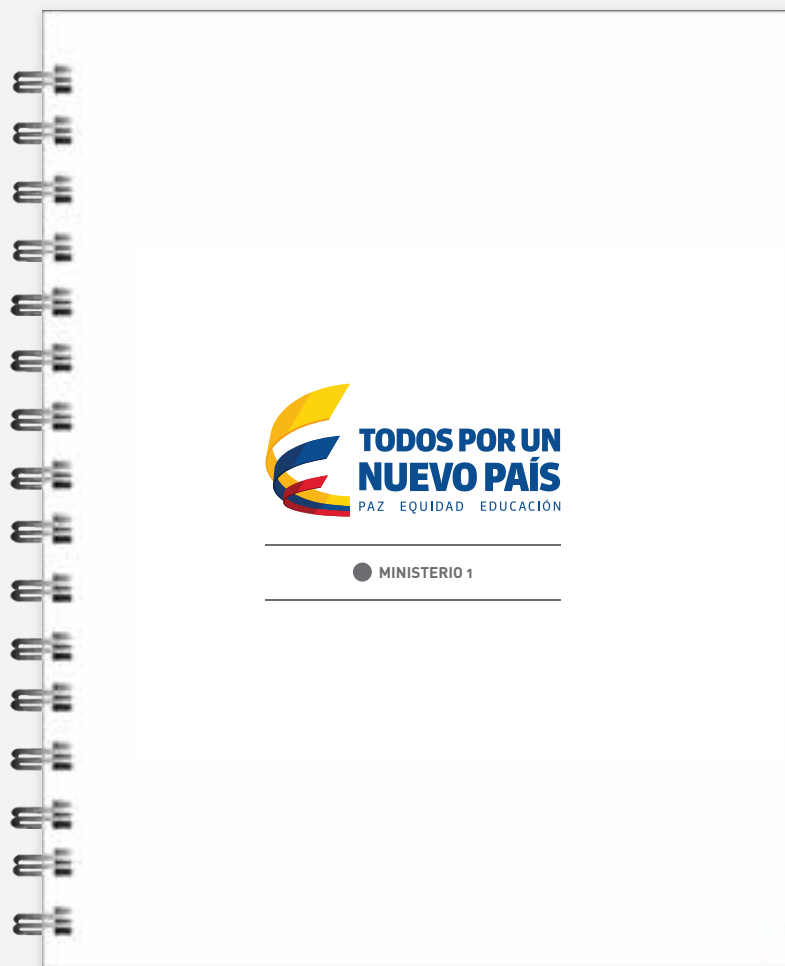 TODOS POR UN
NUEVO PAÍS
PAZ EQUIDAD EDUCACIÓN
MINISTERIO 1